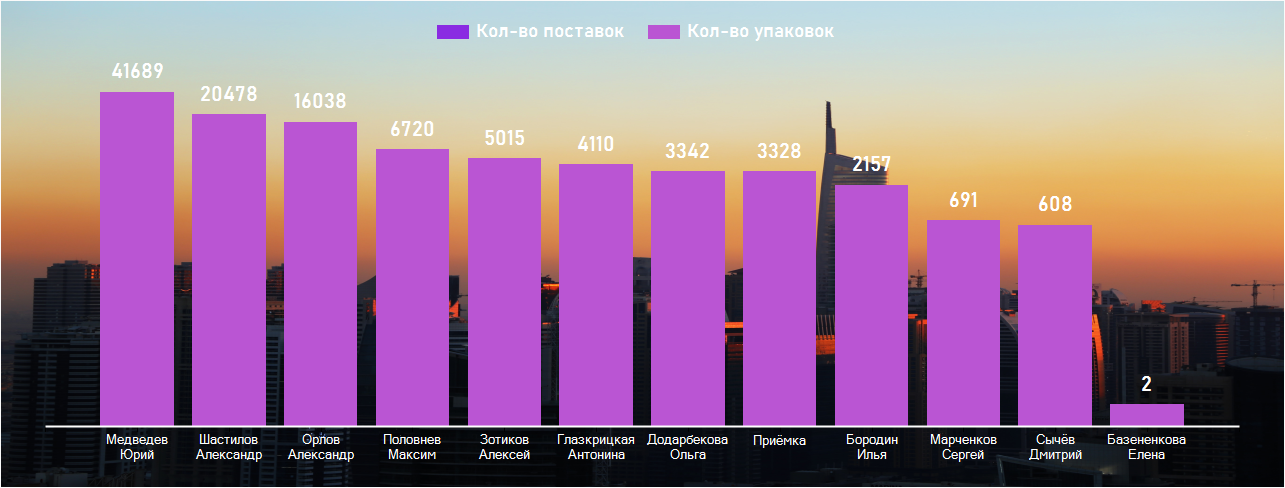 Кол-во поставок Кол-во упаковок
41689
20478
16038
6720
5015
4110
3342
3328
2157
691
608
2
Медведев
Юрий
Шастилов
Александр
Орлов
Александр
Половнев
Максим
Зотиков
Алексей
Глазкрицкая
Антонина
Додарбекова
Ольга
Приёмка
Бородин
Илья
Марченков
Сергей
Сычёв
Дмитрий
Базененкова
Елена